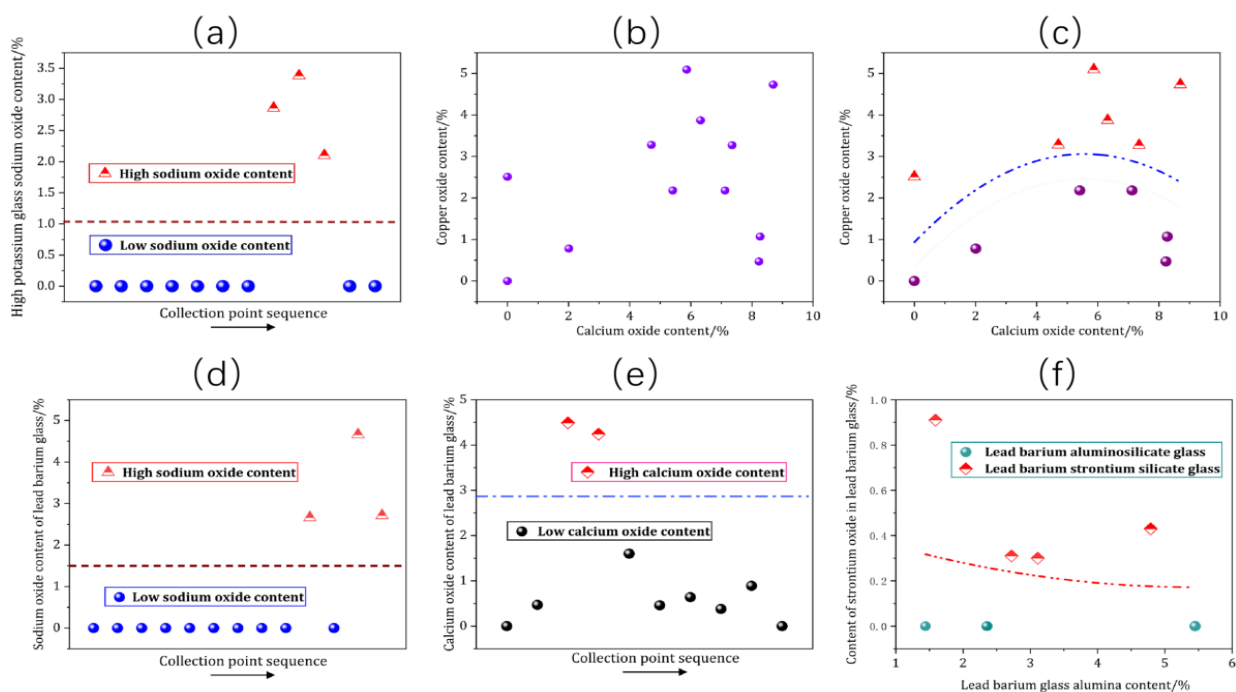 (a)
High potassium glass sodium oxide content/%
3.5
3.0
2.5
2.0
1.5
1.0
0.5
0.0
High sodium oxide content
Low sodium oxide content
Collection point sequence
(b)
Copper oxide content/%
5
4
3
2
1
0
0 2 4 6 8 10
Calcium oxide content/%
(c)
Copper oxide content/%
5
4
3
2
1
0
0 2 4 6 8 10
Calcium oxide content/%
(d)
Sodium oxide content of lead barium glass/%
5
4
3
2
1
0
High sodium oxide content
Low sodium oxide content
Collection point sequence
(e)
Calcium oxide content of lead barium glass/%
5
4
3
2
1
0
High calcium oxide content
Low calcium oxide content
Collection point sequence
(f)
Content of strontium oxide in lead barium glass/%
1.0
0.8
0.6
0.4
0.2
0.0
Lead barium aluminosilicate glass
Lead barium strontium silicate glass
1 2 3 4 5 6
Lead barium glass alumina content/%